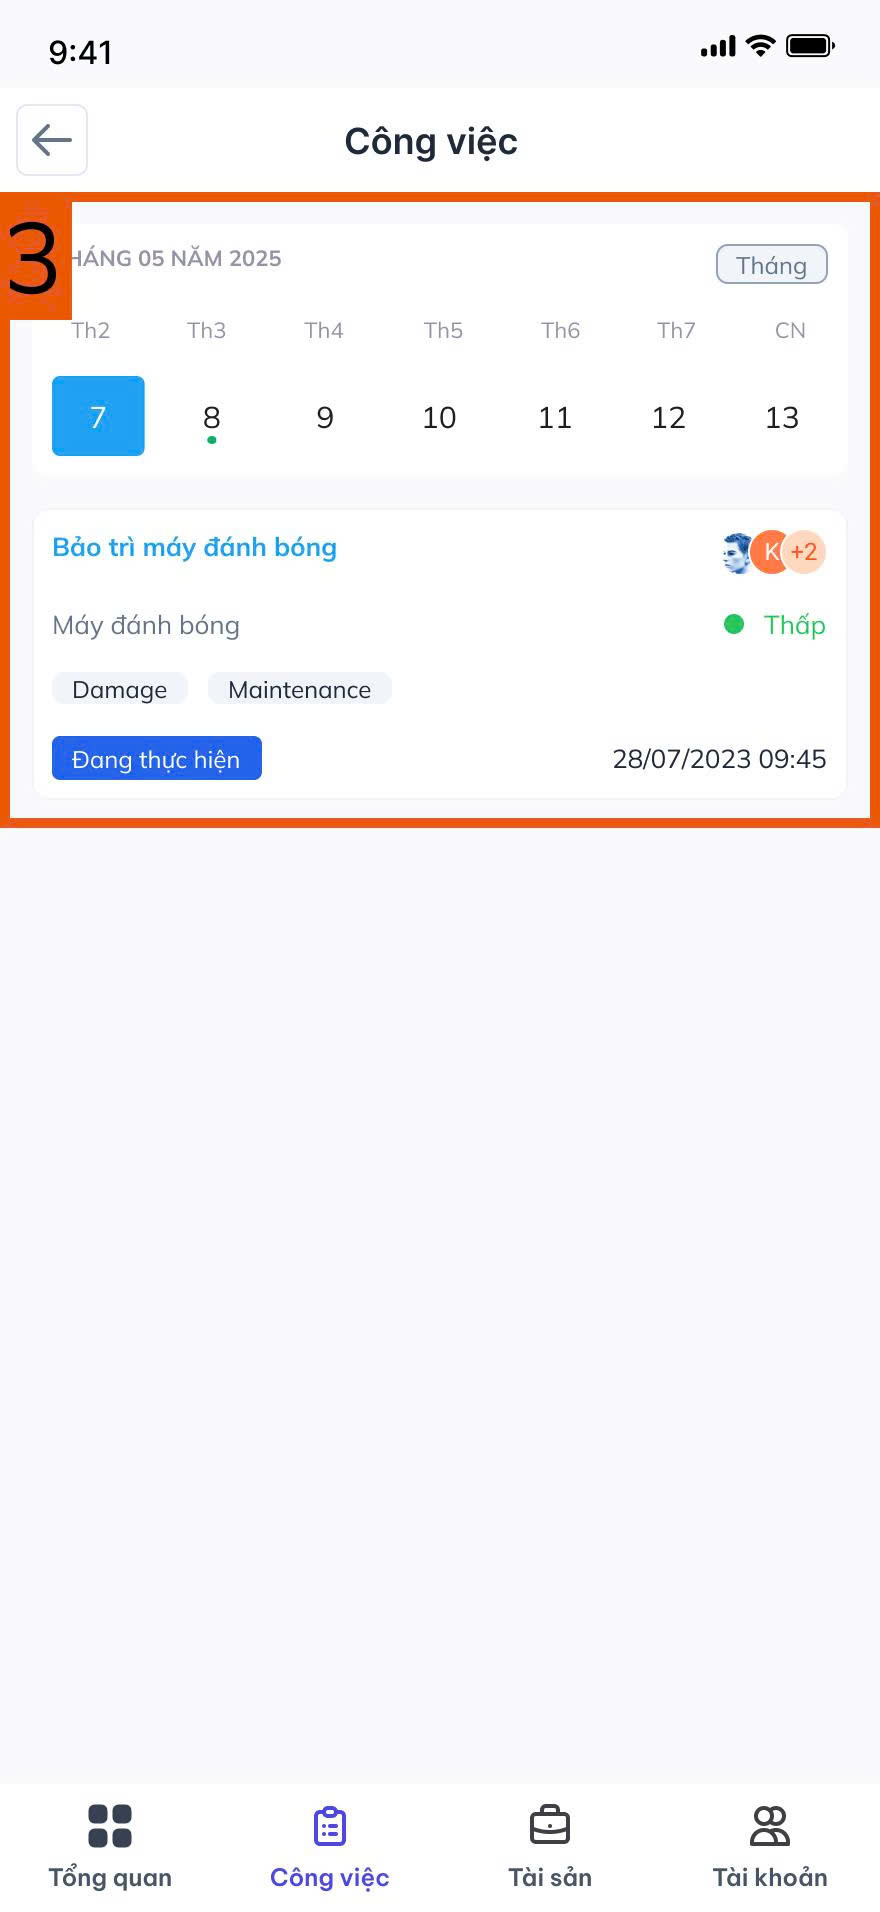 9:41
Công việc
3
HÁNG 05 NĂM 2025
Tháng
Th2 Th3 Th4 Th5 Th6 Th7 CN
7 8 9 10 11 12 13
Bảo trì máy đánh bóng
K +2
Máy đánh bóng
Thấp
Damage Maintenance
Đang thực hiện
28/07/2023 09:45
Tổng quan Công việc Tài sản Tài khoản